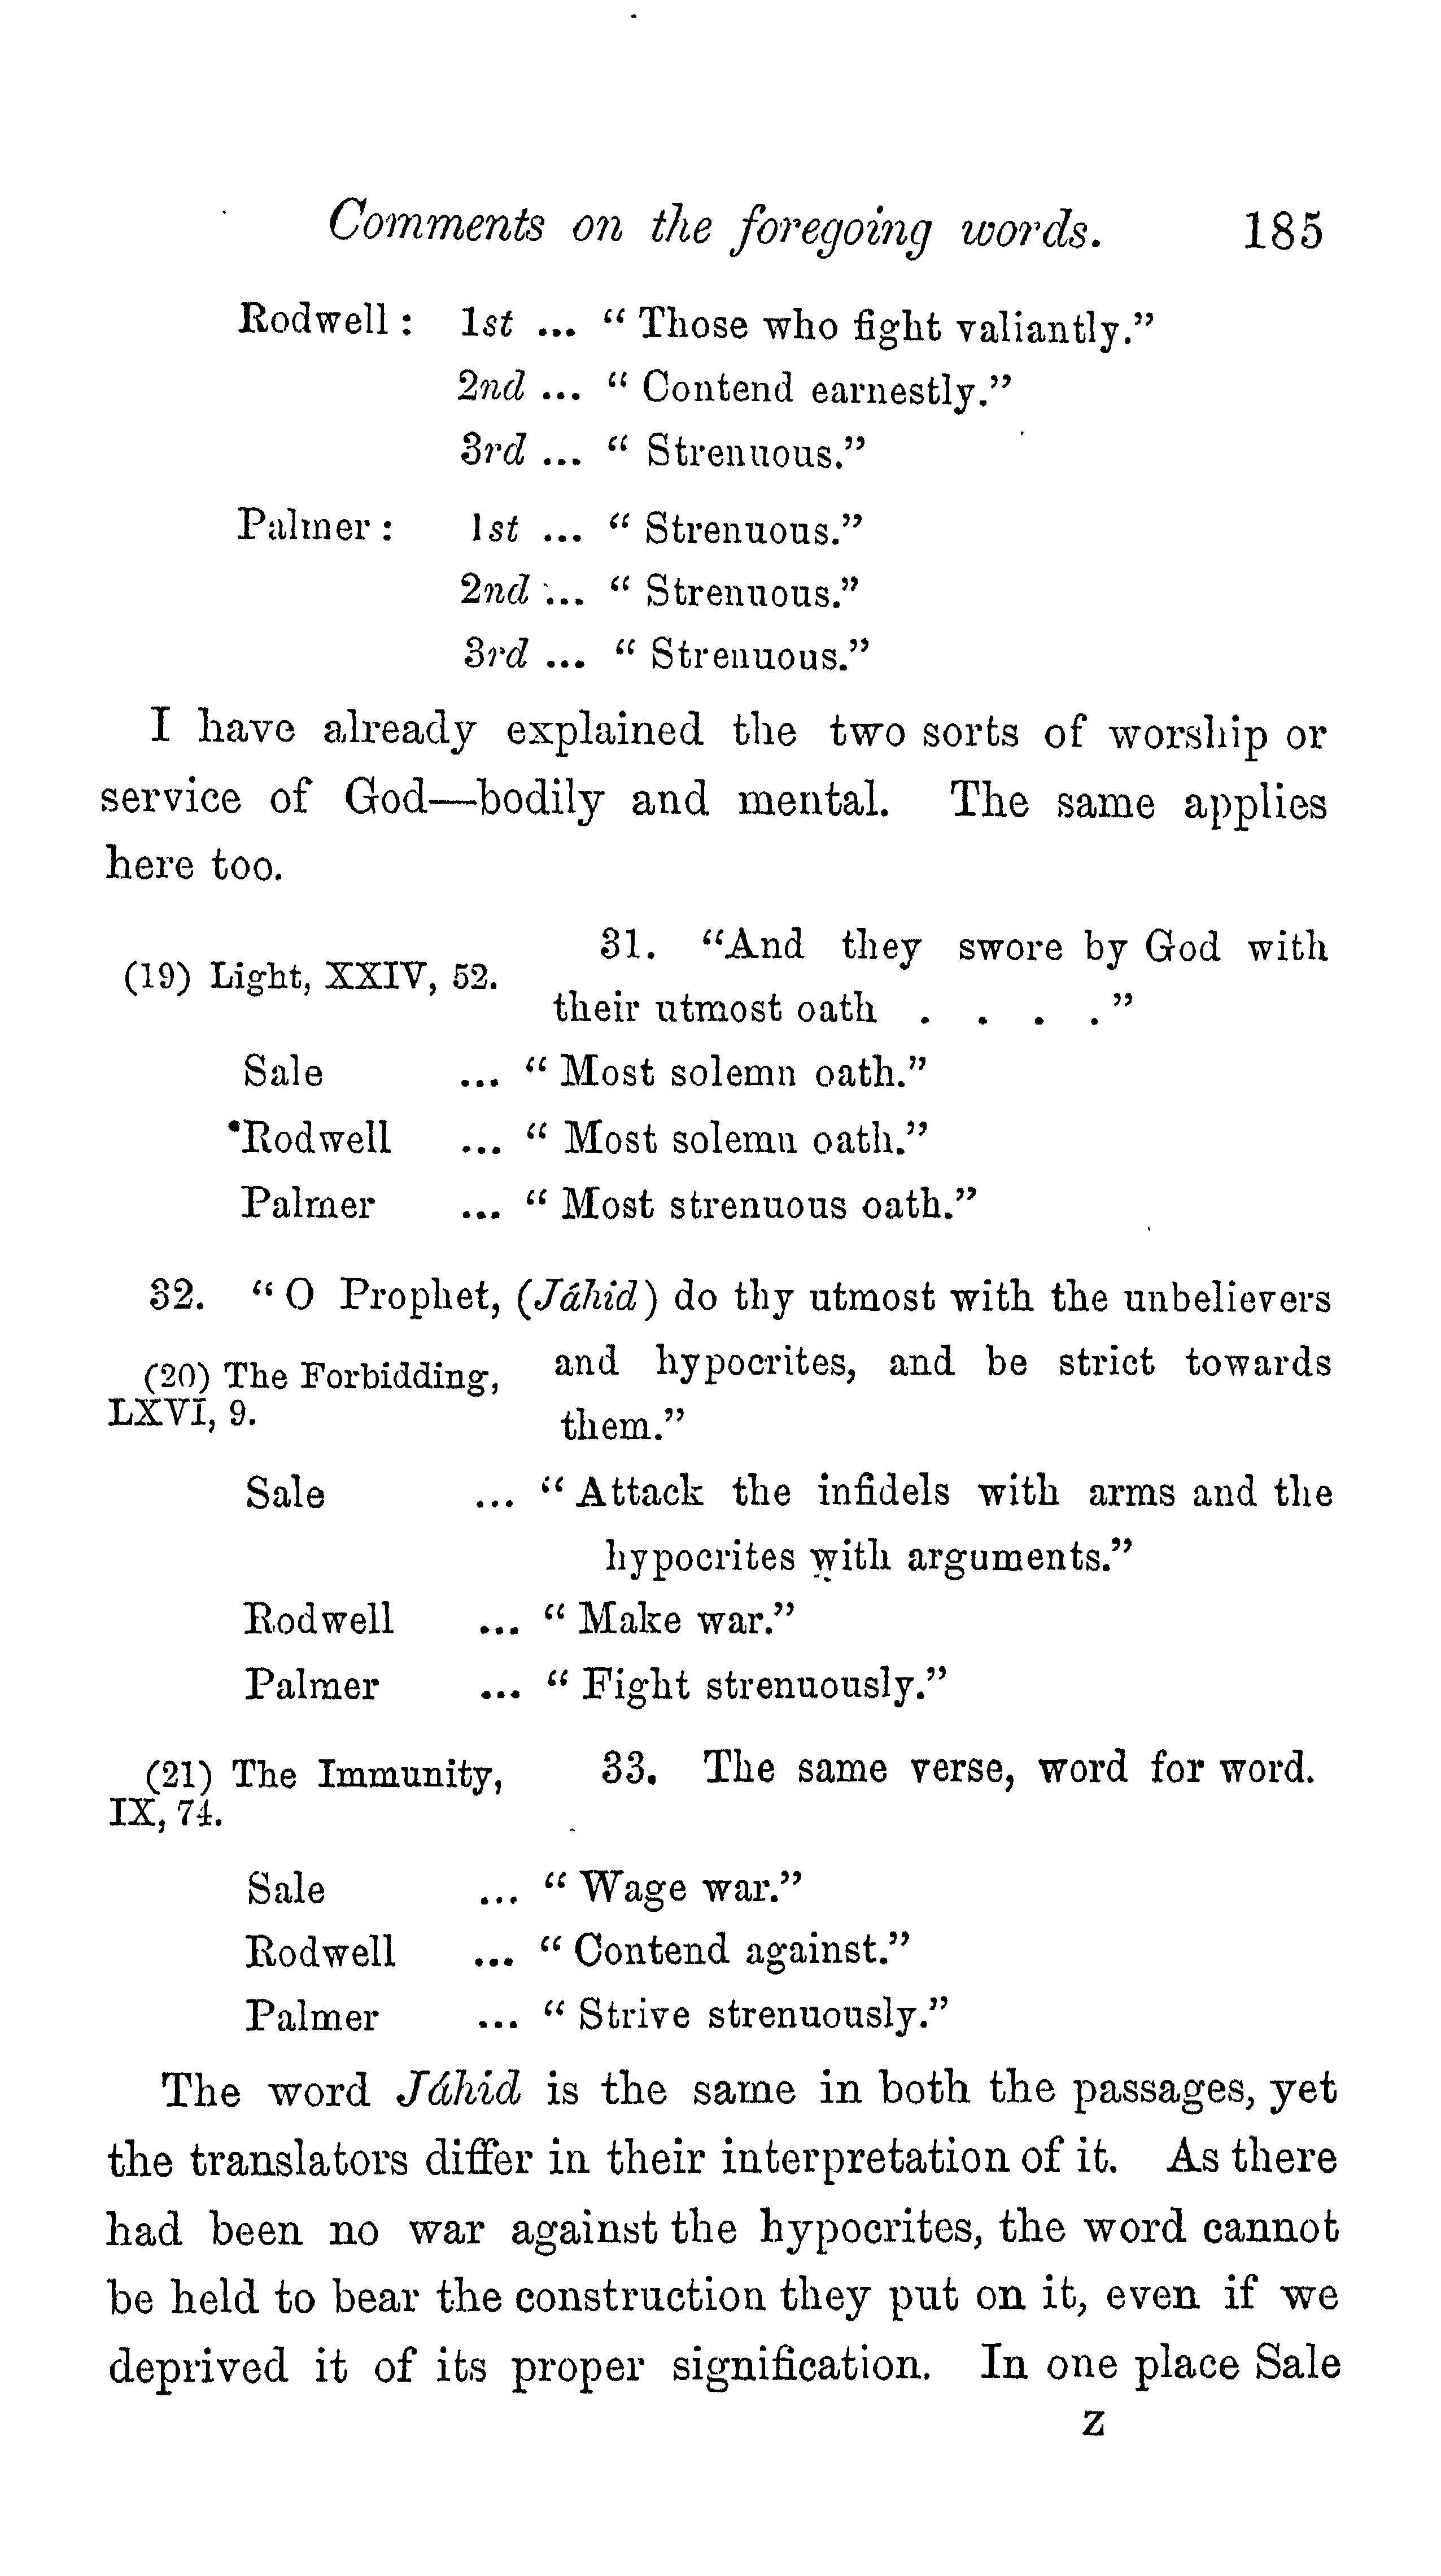 Comments on the foregoing words. 185
Rodwell : 1st ... “ Those who fight valiantly.”
2nd ... “ Contend earnestly.”
3rd ... “ Strenuous.”
Palmer : 1st ... “ Strenuous.”
2nd ... “ Strenuous.”
3rd ... “ Strenuous.”
I have already explained the two sorts of worship or
service of God—bodily and mental. The same applies
here too.
(19) Light, XXIV, 52.
31. “And they swore by God with
their utmost oath . . . . ”
Sale ... “ Most solemn oath.”
Rodwell ... “ Most solemn oath.”
Palmer ... “ Most strenuous oath.”
32. “ O Prophet, (Jáhid) do thy utmost with the unbelievers
(20) The Forbidding,
LXVI, 9.
and hypocrites, and be strict towards
them.”
Sale ... “ Attack the infidels with arms and the
hypocrites with arguments.”
Rodwell ... “ Make war.”
Palmer ... “ Fight strenuously.”
(21) The Immunity,
IX, 74.
33. The same verse, word for word.
Sale ... “ Wage war.”
Rodwell ... “ Contend against.”
Palmer ... “ Strive strenuously.”
The word Jáhid is the same in both the passages, yet
the translators differ in their interpretation of it. As there
had been no war against the hypocrites, the word cannot
be held to bear the construction they put on it, even if we
deprived it of its proper signification. In one place Sale
Z